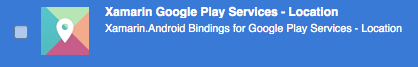 Xamarin Google Play Services - Location
Xamarin.Android Bindings for Google Play Services - Location